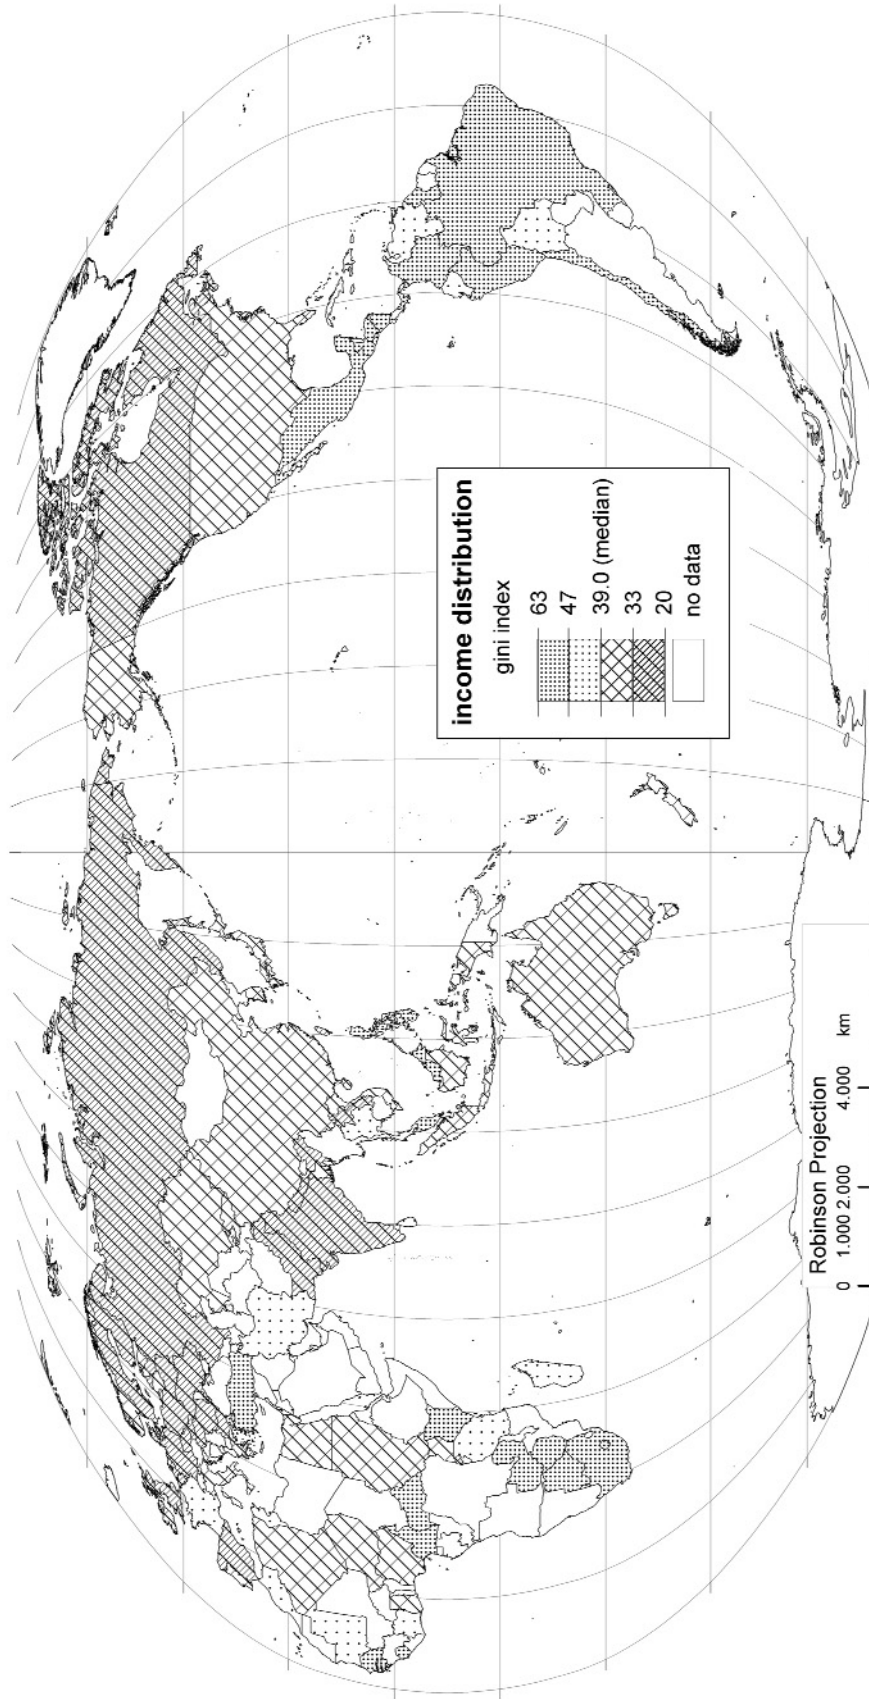 income distribution
gini index
63
47
39.0 (median)
33
20
no data
Robinson Projection
0 1.000 2.000 4.000 km